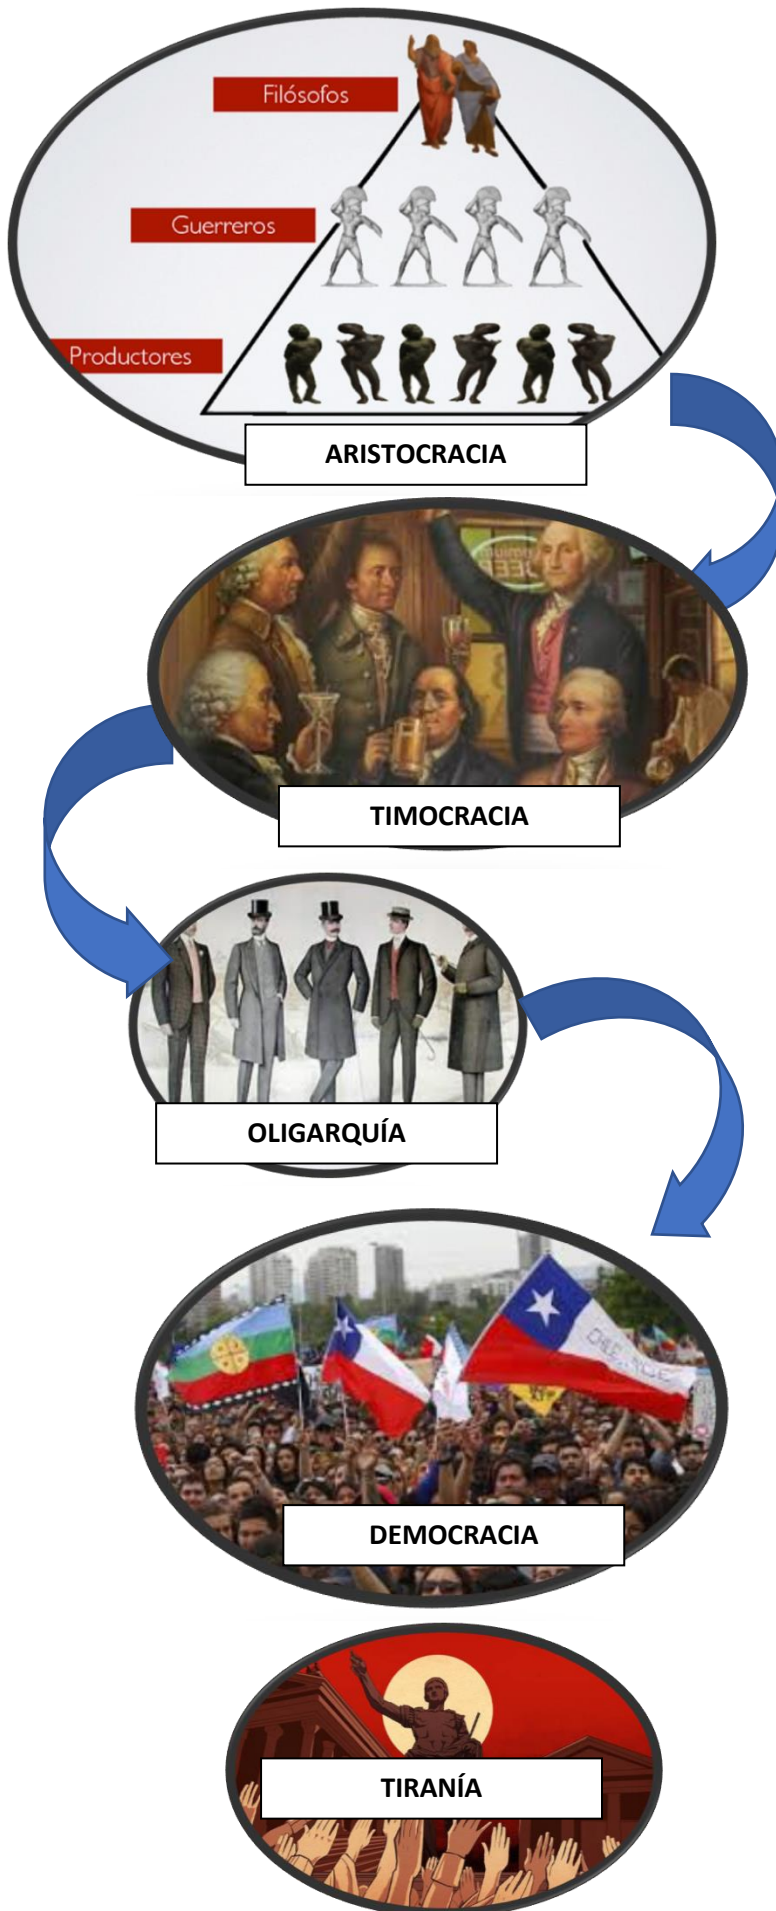 Filósofos
Guerreros
Productores
ARISTOCRACIA
TIMOCRACIA
OLIGARQUÍA
DEMOCRACIA
TIRANÍA